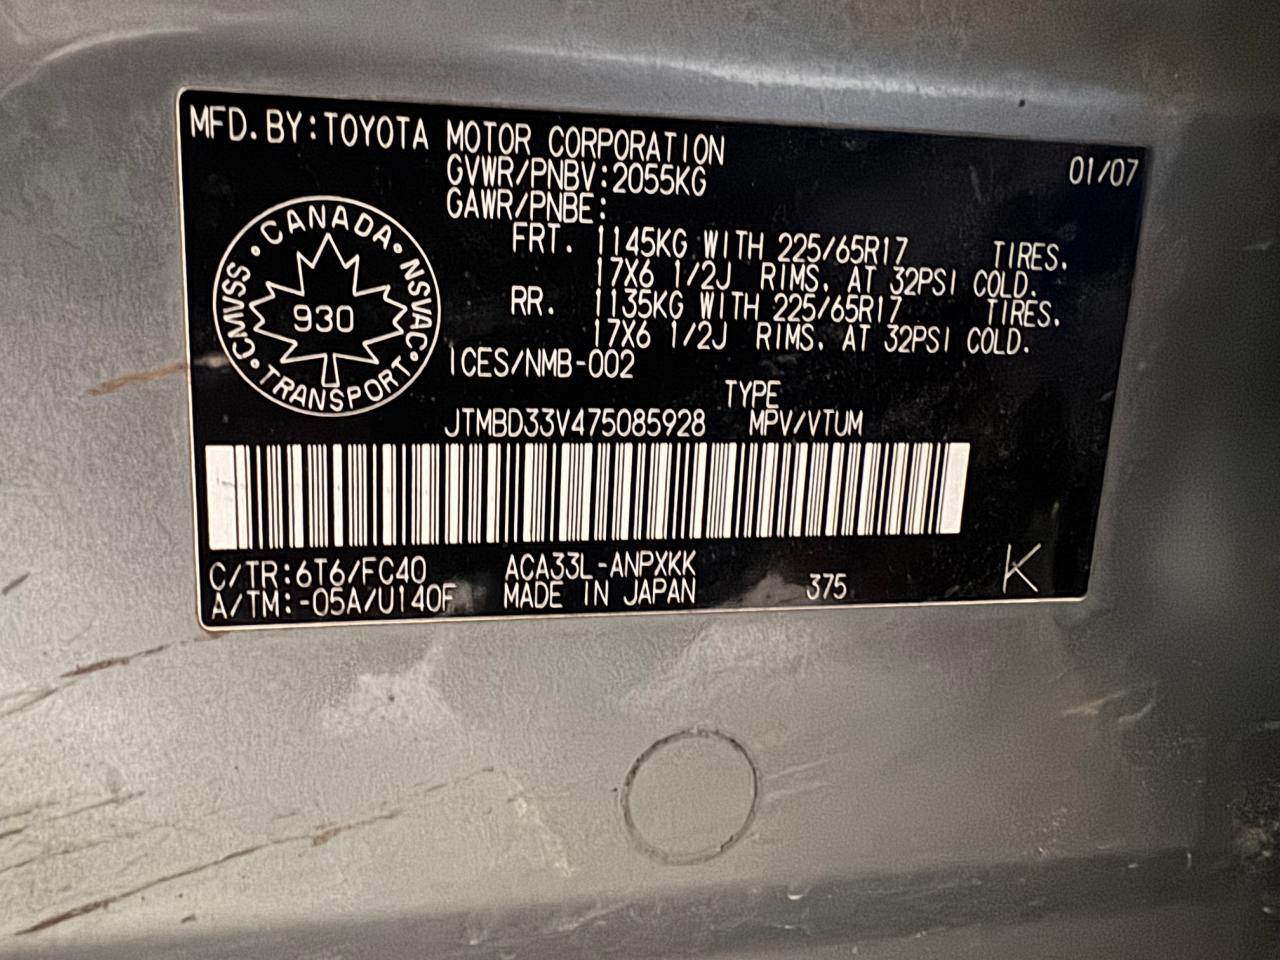 MFD. BY: TOYOTA MOTOR CORPORATION 01/07
GVWR/PNBV: 2055KG
GAWR/PNBE:
FRT. 1145KG WITH 225/65R17 TIRES.
17X6 1/2J RIMS. AT 32PSI COLD.
RR. 1135KG WITH 225/65R17 TIRES.
17X6 1/2J RIMS. AT 32PSI COLD.
CANADA · NSVAC · TRANSPORT · CMVSS ·
930
ICES/NMB-002
TYPE
JTMBD33V475085928 MPV/VTUM
C/TR: 6T6/FC40 ACA33L-ANPXKK
A/TM: -05A/U140F MADE IN JAPAN 375 K